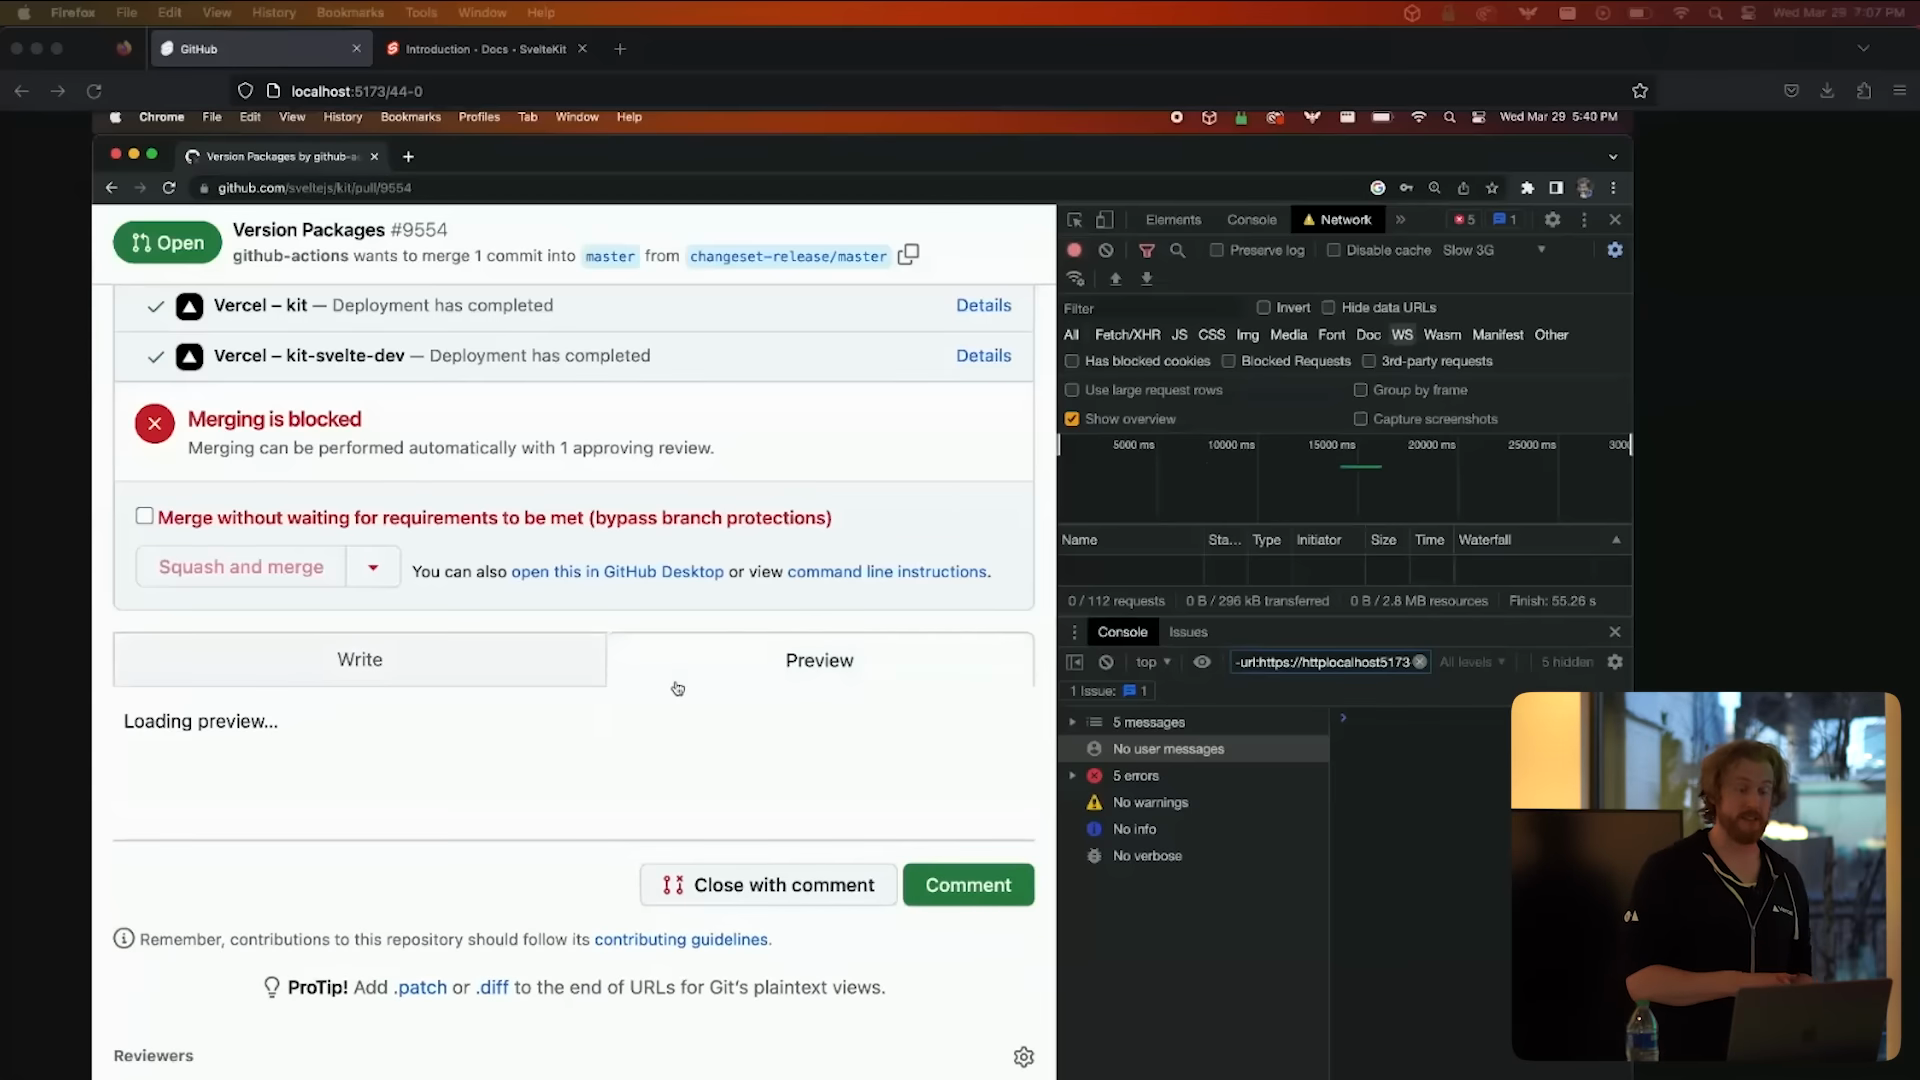 Firefox File Edit View History Bookmarks Tools Window Help Wed Mar 29 7:07 PM
GitHub Introduction - Docs - SvelteKit
localhost:5173/44-0
Chrome File Edit View History Bookmarks Profiles Tab Window Help Wed Mar 29 5:40 PM
Version Packages by github-a
github.com/sveltejs/kit/pull/9554
Open
Version Packages #9554
github-actions wants to merge 1 commit into master from changeset-release/master
Vercel – kit — Deployment has completed Details
Vercel – kit-svelte-dev — Deployment has completed Details
Merging is blocked
Merging can be performed automatically with 1 approving review.
Merge without waiting for requirements to be met (bypass branch protections)
Squash and merge
You can also open this in GitHub Desktop or view command line instructions.
Write Preview
Loading preview...
Close with comment Comment
Remember, contributions to this repository should follow its contributing guidelines.
ProTip! Add .patch or .diff to the end of URLs for Git's plaintext views.
Reviewers
Elements Console Network » 5 1
Preserve log Disable cache Slow 3G
Filter Invert Hide data URLs
All Fetch/XHR JS CSS Img Media Font Doc WS Wasm Manifest Other
Has blocked cookies Blocked Requests 3rd-party requests
Use large request rows Group by frame
Show overview Capture screenshots
5000 ms 10000 ms 15000 ms 20000 ms 25000 ms 300
Name Sta... Type Initiator Size Time Waterfall
0 / 112 requests 0 B / 296 kB transferred 0 B / 2.8 MB resources Finish: 55.26 s
Console Issues
top -url:https://httplocalhost5173 All levels 5 hidden
1 Issue: 1
5 messages
No user messages
5 errors
No warnings
No info
No verbose